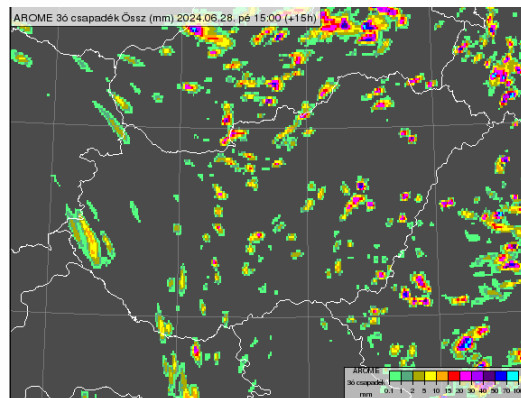 AROME 3ó csapadék Össz (mm) 2024.06.28. pé 15:00 (+15h)
AROME
3ó csapadék
mm
0.1 1 2 5 10 15 20 30 40 50 70 80